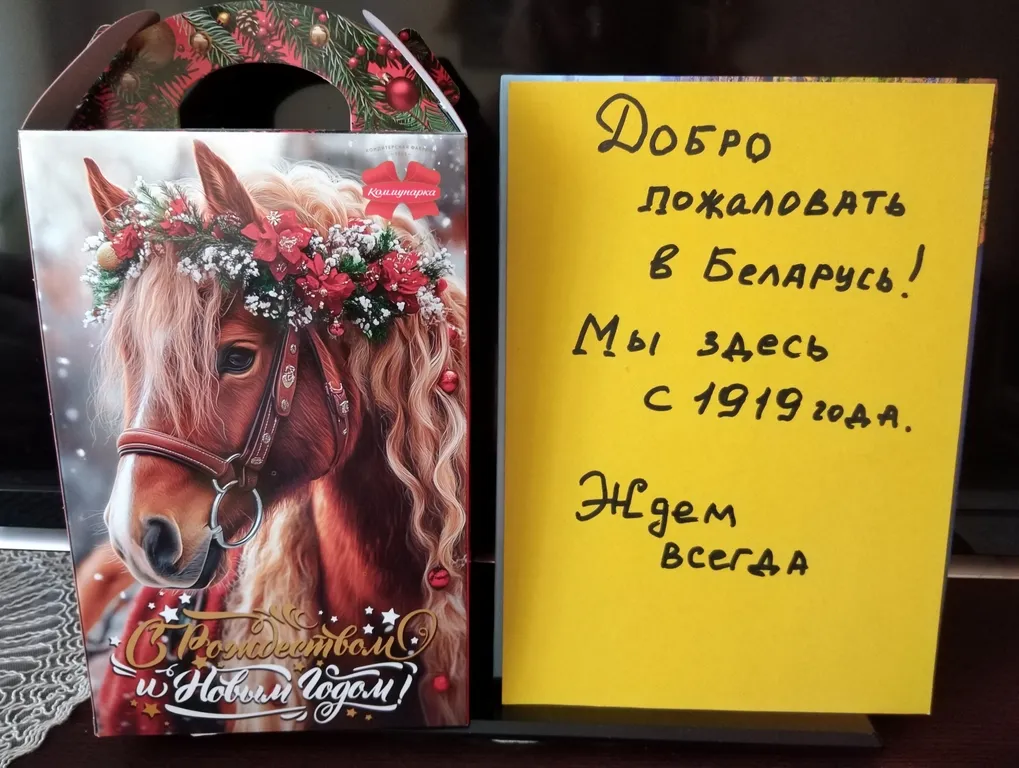 Коммунарка
С Рождеством
и Новым Годом!
Добро
пожаловать
в Беларусь!
Мы здесь
с 1919 года.
Ждем
всегда